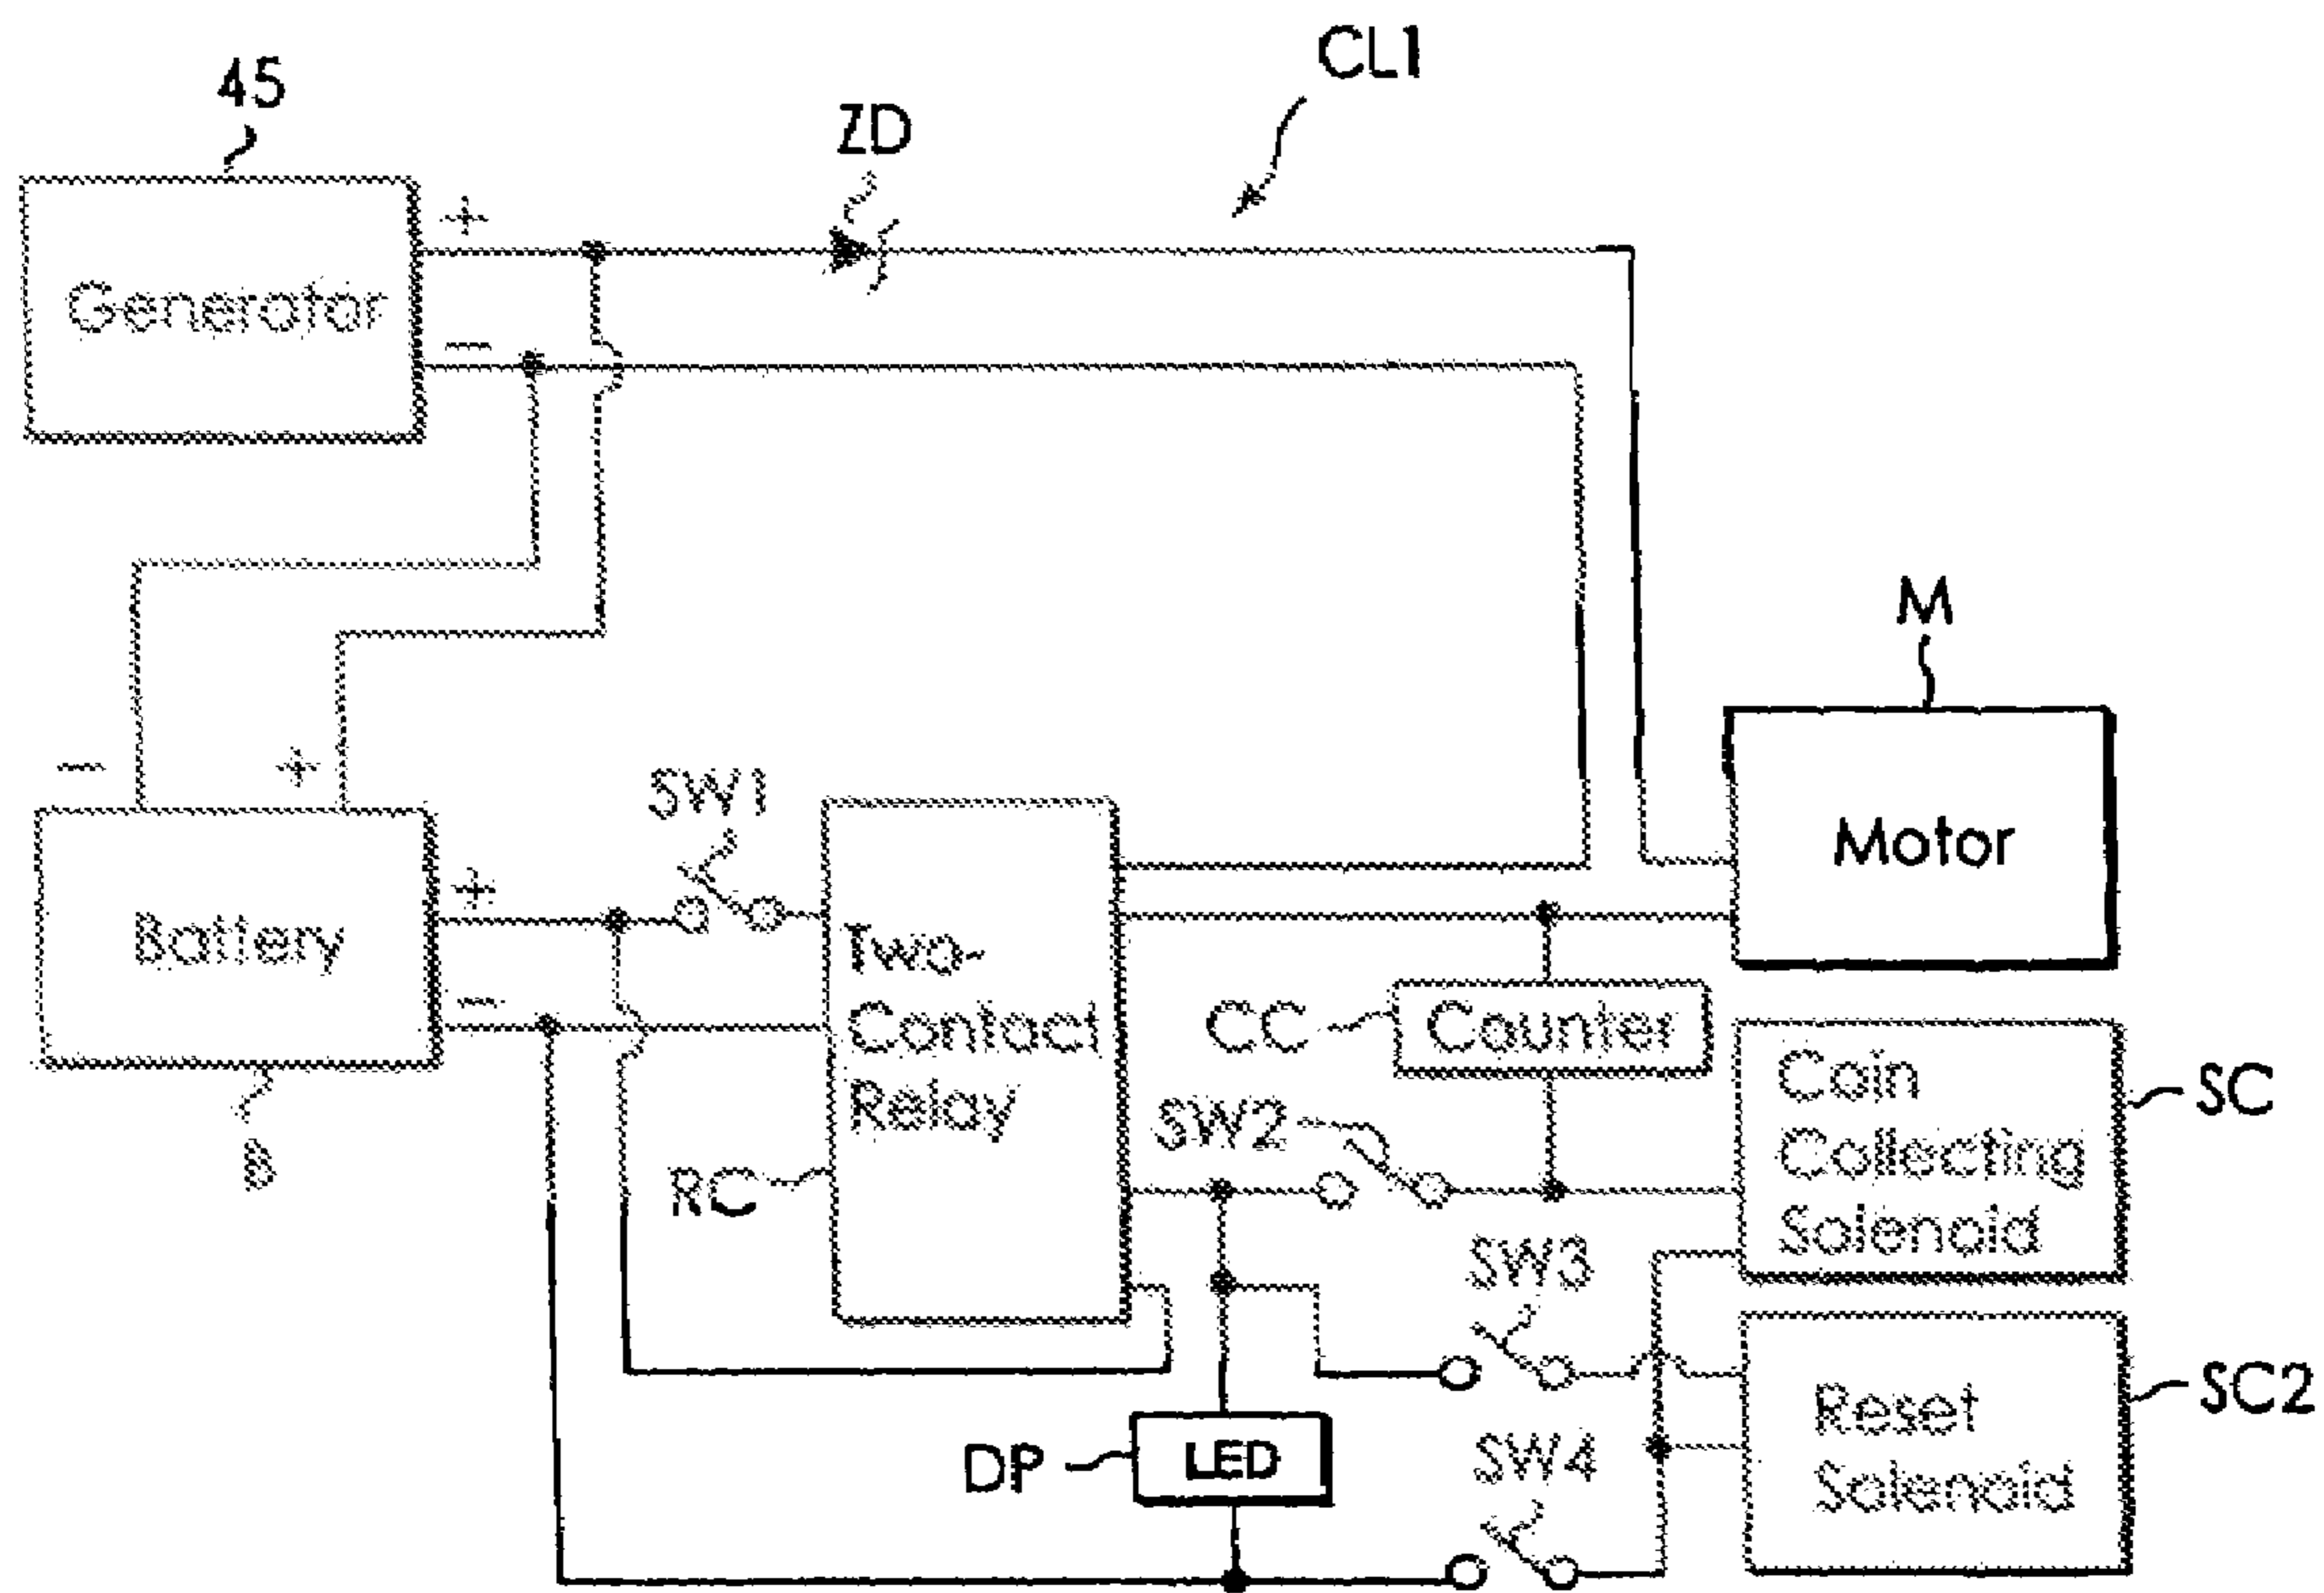 CL1
45
ZD
+
Generator
−
M
−
+
SW1
Motor
+
Battery
Two-
−
CC
Counter
Contact
Coin
SC
SW2
Relay
B
Collecting
RC
Solenoid
SW3
SC2
Reset
DP
LED
SW4
Solenoid